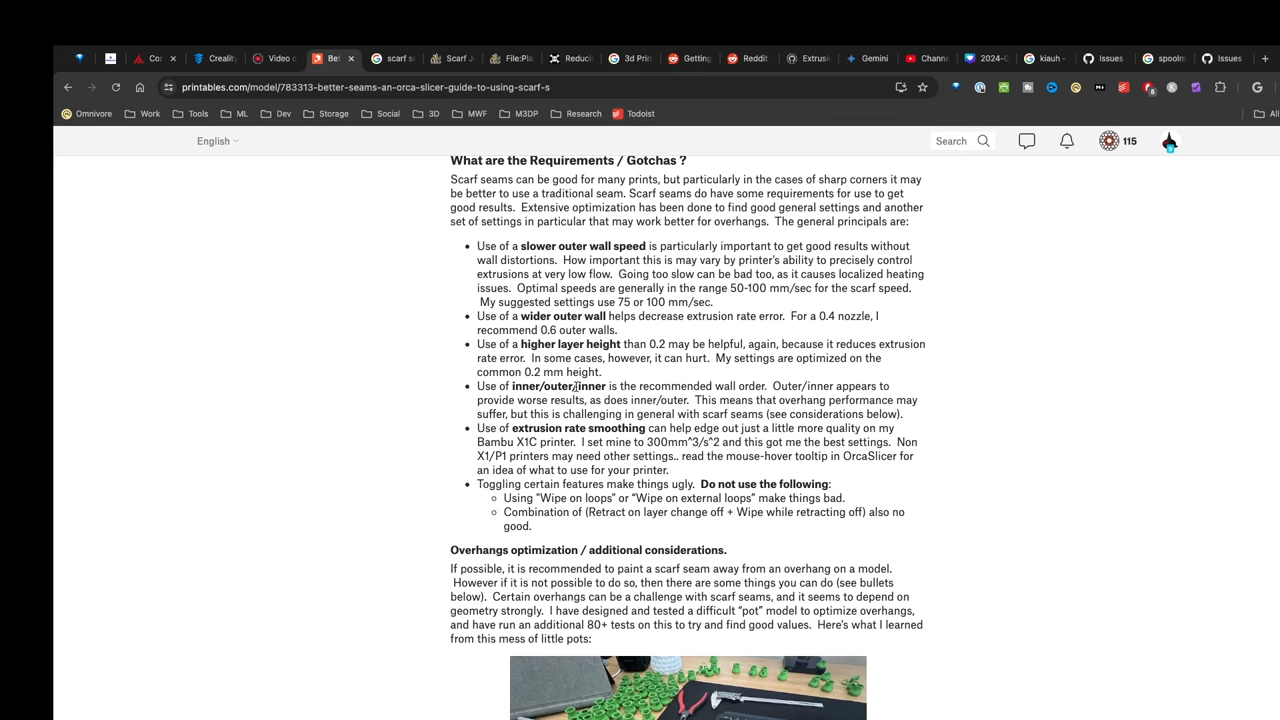 Cor
Creality
Video c
Bet
scarf s
Scarf J
File:Pla
Reduci
3d Print
Getting
Reddit
Extrusi
Gemini
Chann
2024-0
kiauh -
Issues
spoolm
Issues
printables.com/model/783313-better-seams-an-orca-slicer-guide-to-using-scarf-s
Omnivore Work Tools ML Dev Storage Social 3D MWF M3DP Research Todoist All
English Search 115
What are the Requirements / Gotchas ?
Scarf seams can be good for many prints, but particularly in the cases of sharp corners it may
be better to use a traditional seam. Scarf seams do have some requirements for use to get
good results. Extensive optimization has been done to find good general settings and another
set of settings in particular that may work better for overhangs. The general principals are:
• Use of a slower outer wall speed is particularly important to get good results without
wall distortions. How important this is may vary by printer's ability to precisely control
extrusions at very low flow. Going too slow can be bad too, as it causes localized heating
issues. Optimal speeds are generally in the range 50-100 mm/sec for the scarf speed.
My suggested settings use 75 or 100 mm/sec.
• Use of a wider outer wall helps decrease extrusion rate error. For a 0.4 nozzle, I
recommend 0.6 outer walls.
• Use of a higher layer height than 0.2 may be helpful, again, because it reduces extrusion
rate error. In some cases, however, it can hurt. My settings are optimized on the
common 0.2 mm height.
• Use of inner/outer/inner is the recommended wall order. Outer/inner appears to
provide worse results, as does inner/outer. This means that overhang performance may
suffer, but this is challenging in general with scarf seams (see considerations below).
• Use of extrusion rate smoothing can help edge out just a little more quality on my
Bambu X1C printer. I set mine to 300mm^3/s^2 and this got me the best settings. Non
X1/P1 printers may need other settings.. read the mouse-hover tooltip in OrcaSlicer for
an idea of what to use for your printer.
• Toggling certain features make things ugly. Do not use the following:
◦ Using "Wipe on loops" or “Wipe on external loops” make things bad.
◦ Combination of (Retract on layer change off + Wipe while retracting off) also no
good.
Overhangs optimization / additional considerations.
If possible, it is recommended to paint a scarf seam away from an overhang on a model.
However if it is not possible to do so, then there are some things you can do (see bullets
below). Certain overhangs can be a challenge with scarf seams, and it seems to depend on
geometry strongly. I have designed and tested a difficult “pot” model to optimize overhangs,
and have run an additional 80+ tests on this to try and find good values. Here's what I learned
from this mess of little pots: